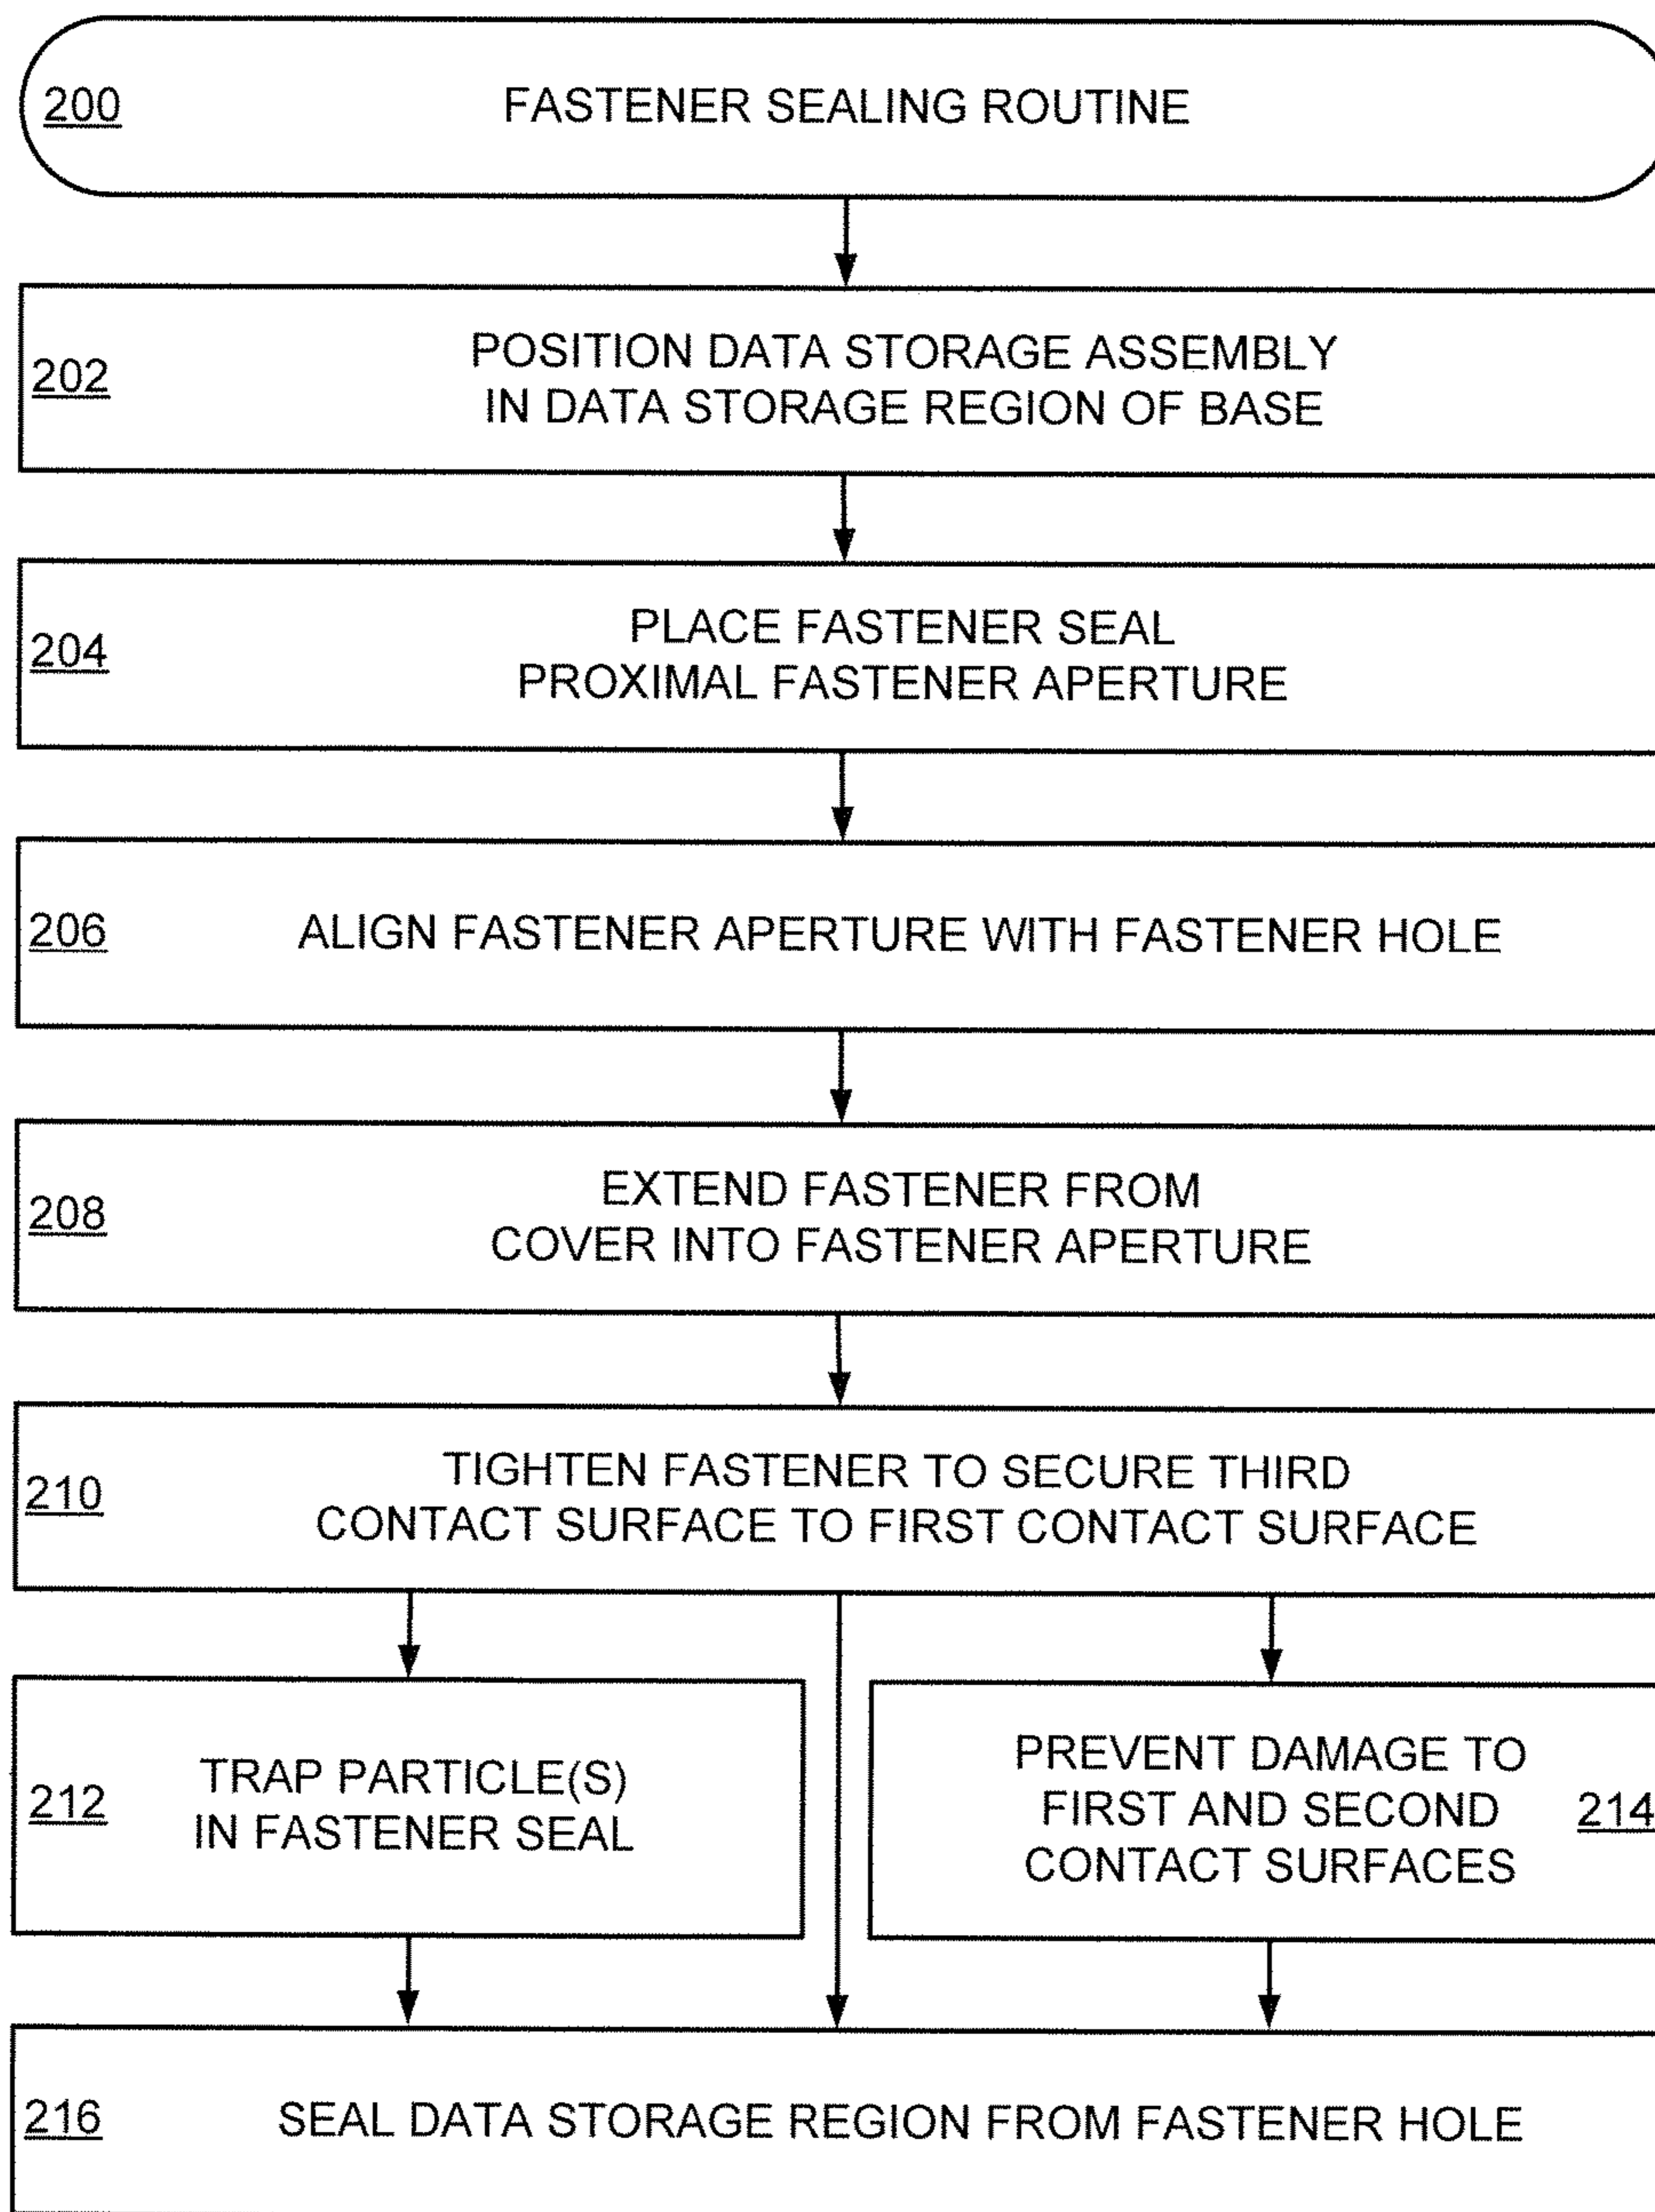 200 FASTENER SEALING ROUTINE
POSITION DATA STORAGE ASSEMBLY
202
IN DATA STORAGE REGION OF BASE
PLACE FASTENER SEAL
204
PROXIMAL FASTENER APERTURE
206 ALIGN FASTENER APERTURE WITH FASTENER HOLE
EXTEND FASTENER FROM
208
COVER INTO FASTENER APERTURE
TIGHTEN FASTENER TO SECURE THIRD
210
CONTACT SURFACE TO FIRST CONTACT SURFACE
TRAP PARTICLE(S)
212
IN FASTENER SEAL
PREVENT DAMAGE TO
FIRST AND SECOND
214
CONTACT SURFACES
216 SEAL DATA STORAGE REGION FROM FASTENER HOLE